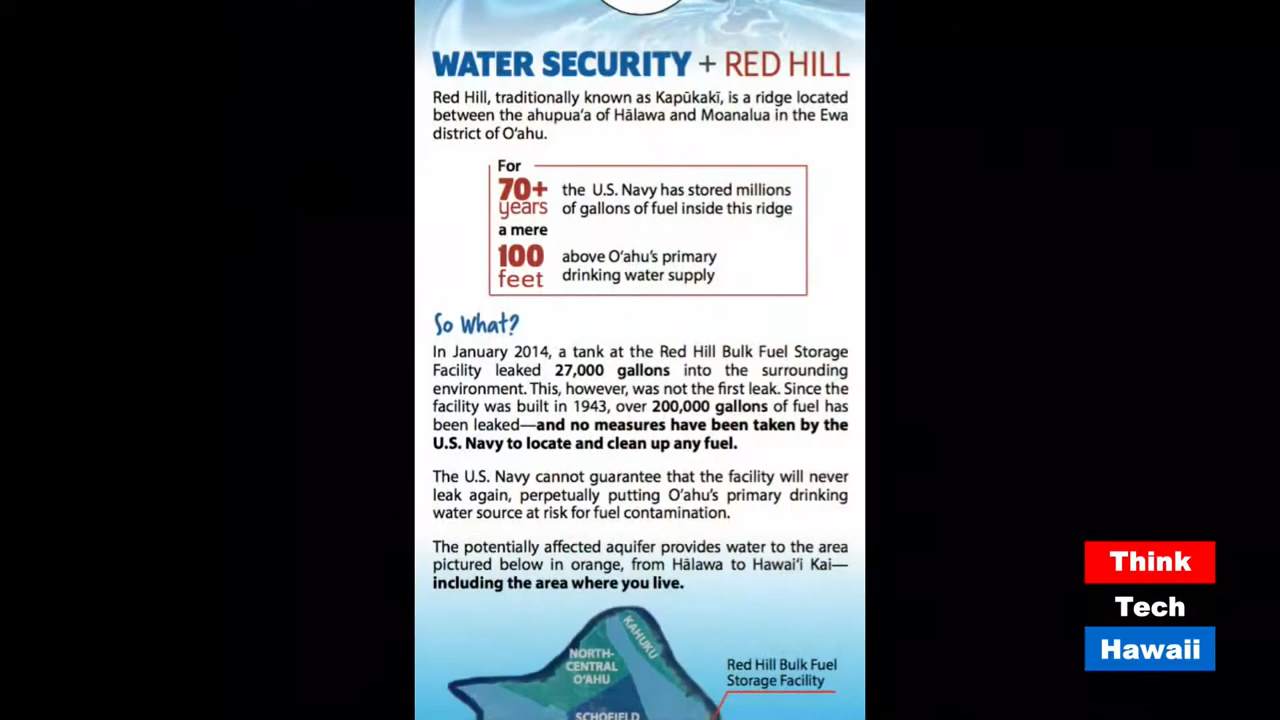 WATER SECURITY + RED HILL
Red Hill, traditionally known as Kapūkakī, is a ridge located
between the ahupua‘a of Hālawa and Moanalua in the Ewa
district of O‘ahu.
For
70+
years
the U.S. Navy has stored millions
of gallons of fuel inside this ridge
a mere
100
feet
above O‘ahu’s primary
drinking water supply
So What?
In January 2014, a tank at the Red Hill Bulk Fuel Storage
Facility leaked 27,000 gallons into the surrounding
environment. This, however, was not the first leak. Since the
facility was built in 1943, over 200,000 gallons of fuel has
been leaked—and no measures have been taken by the
U.S. Navy to locate and clean up any fuel.
The U.S. Navy cannot guarantee that the facility will never
leak again, perpetually putting O‘ahu’s primary drinking
water source at risk for fuel contamination.
The potentially affected aquifer provides water to the area
pictured below in orange, from Hālawa to Hawai‘i Kai—
including the area where you live.
KAHUKU
NORTH-
CENTRAL
O‘AHU
SCHOFIELD
Red Hill Bulk Fuel
Storage Facility
Think
Tech
Hawaii